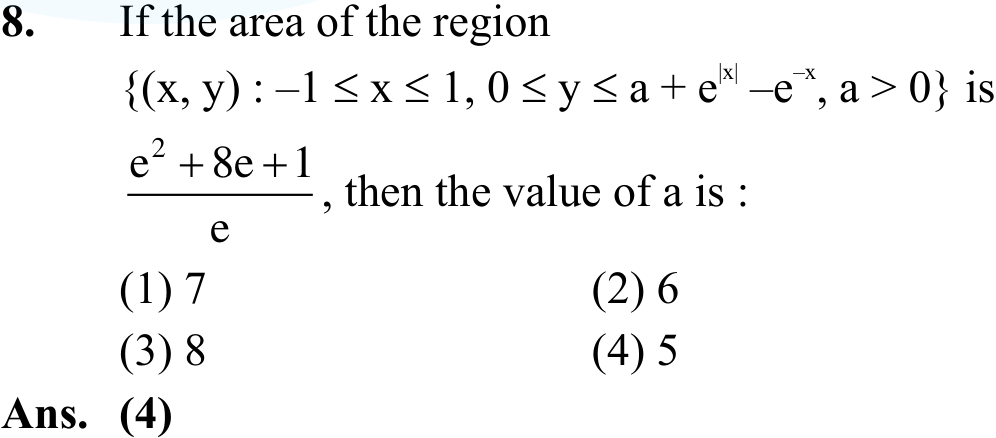 8. If the area of the region
{(x, y) : –1 ≤ x ≤ 1, 0 ≤ y ≤ a + e^|x| –e^–x, a > 0} is
(e² + 8e + 1)/e , then the value of a is :
(1) 7 (2) 6
(3) 8 (4) 5
Ans. (4)